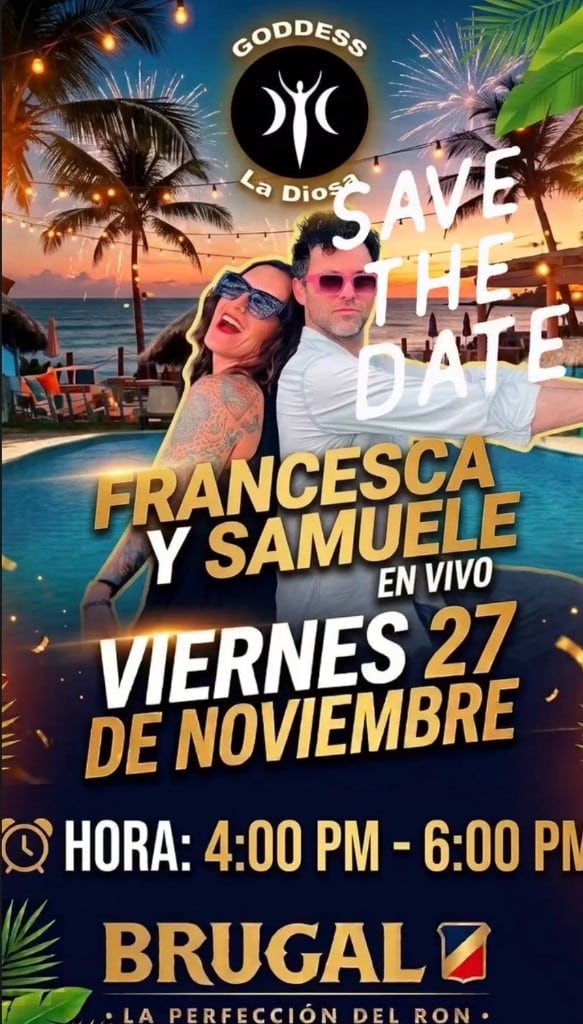 GODDESS
La Diosa
SAVE
THE
DATE
FRANCESCA
Y SAMUELE
EN VIVO
VIERNES 27
DE NOVIEMBRE
HORA: 4:00 PM - 6:00 PM
BRUGAL
• LA PERFECCIÓN DEL RON •